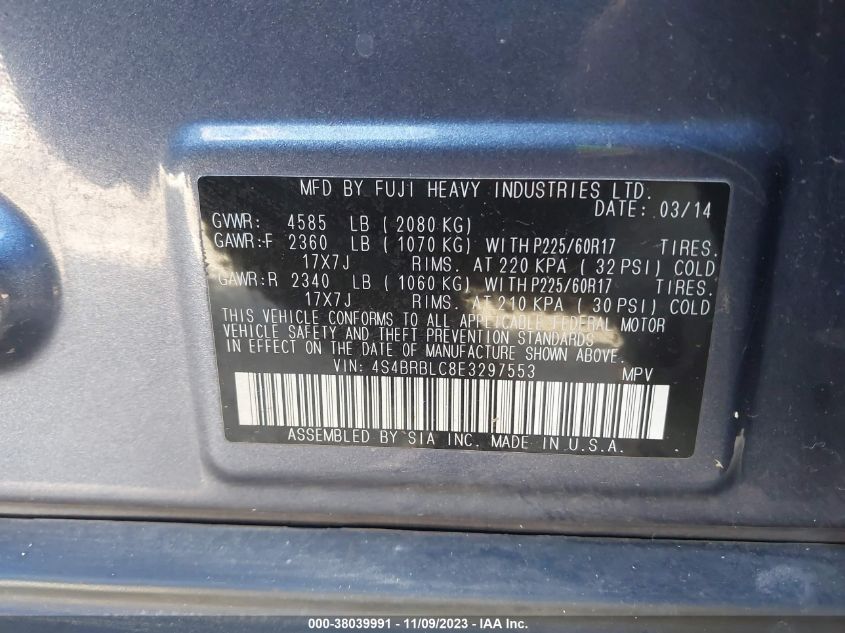 MFD BY FUJI HEAVY INDUSTRIES LTD.
DATE: 03/14
GVWR: 4585 LB ( 2080 KG)
GAWR:F 2360 LB ( 1070 KG) WITH P225/60R17 TIRES.
17X7J RIMS. AT 220 KPA ( 32 PSI) COLD
GAWR:R 2340 LB ( 1060 KG) WITH P225/60R17 TIRES.
17X7J RIMS. AT 210 KPA ( 30 PSI) COLD
THIS VEHICLE CONFORMS TO ALL APPLICABLE FEDERAL MOTOR
VEHICLE SAFETY AND THEFT PREVENTION STANDARDS
IN EFFECT ON THE DATE OF MANUFACTURE SHOWN ABOVE.
VIN: 4S4BRBLC8E3297553 MPV
ASSEMBLED BY SIA INC. MADE IN U.S.A.
000-38039991 - 11/09/2023 - IAA, Inc.